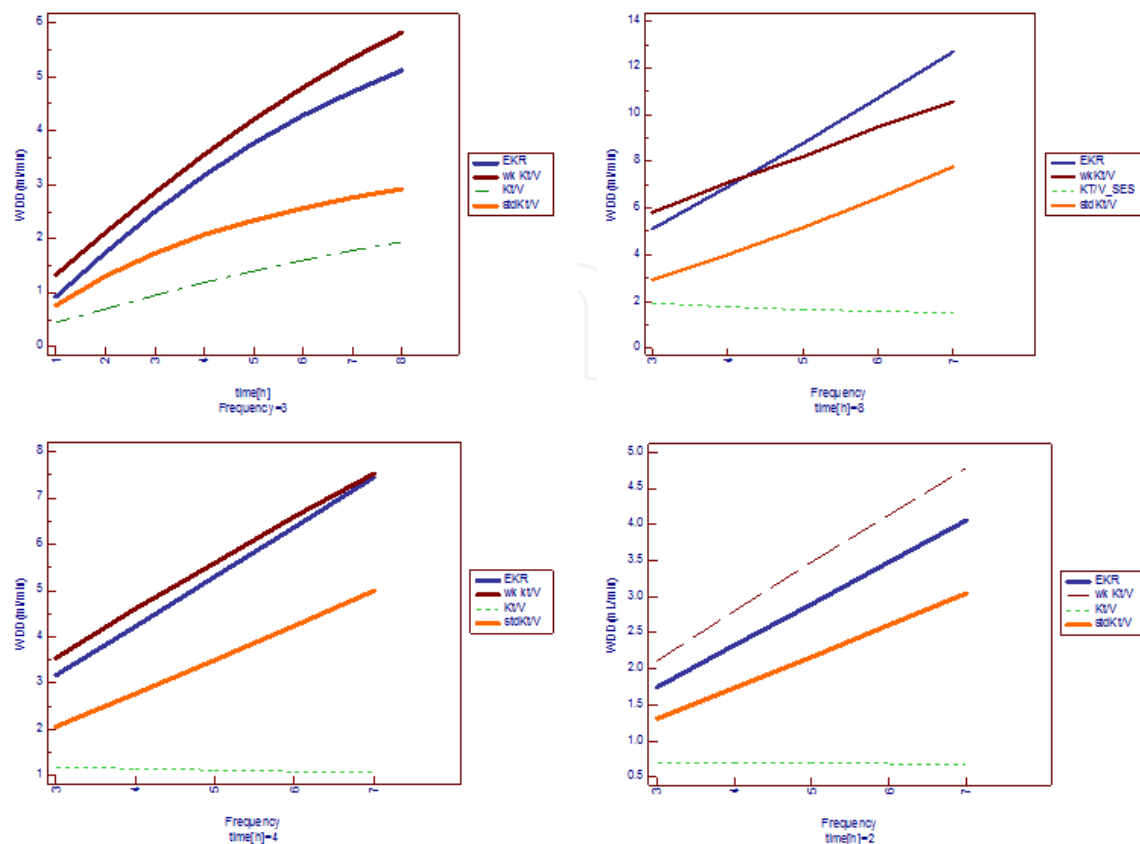 6
5
4
3
2
1
0
WDD(ml/min)
1
2
3
4
5
6
7
8
time[h]
Frequency=3
EKR
wk Kt/V
Kt/V
stdKt/V
14
12
10
8
6
4
2
0
WDD(ml/min)
3
4
5
6
7
Frequency
time[h]=8
EKR
wkKt/V
KT/V_SES
stdKt/V
8
7
6
5
4
3
2
1
WDD(ml/min)
3
4
5
6
7
Frequency
time[h]=4
EKR
wk Kt/V
Kt/V
stdKt/V
5.0
4.5
4.0
3.5
3.0
2.5
2.0
1.5
1.0
0.5
WDD(mL/min)
3
4
5
6
7
Frequency
time[h]=2
EKR
wk Kt/V
Kt/V
stdKt/V